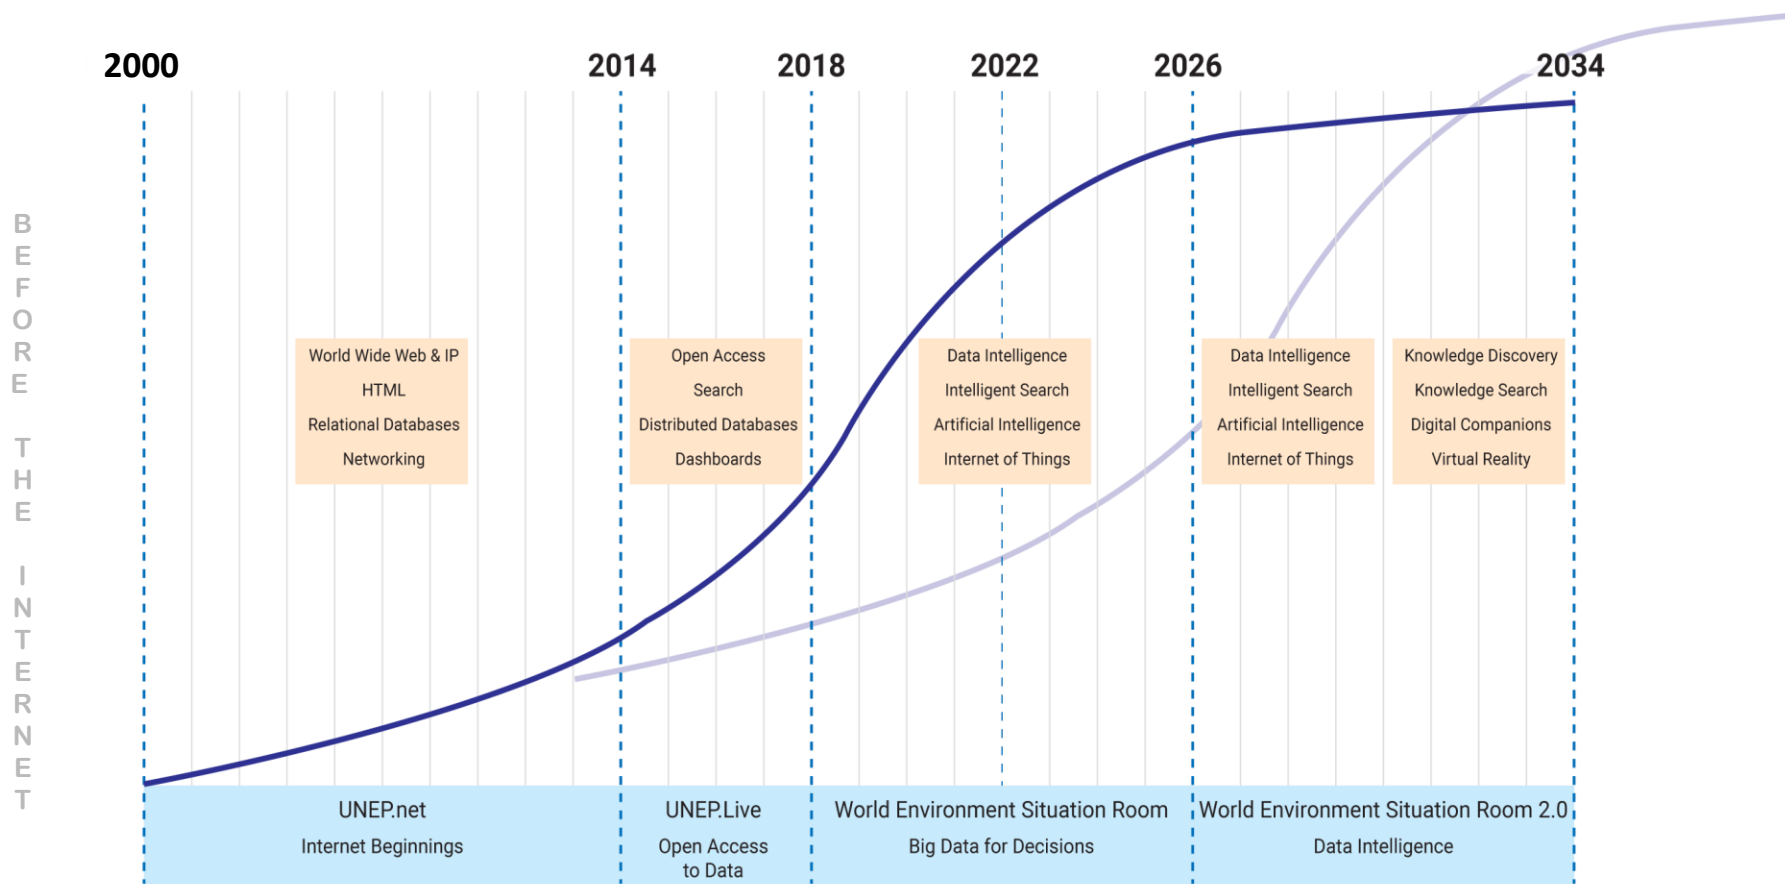 2000
2014
2018
2022
2026
2034
BEFORE THE INTERNET
World Wide Web & IP
HTML
Relational Databases
Networking
Open Access
Search
Distributed Databases
Dashboards
Data Intelligence
Intelligent Search
Artificial Intelligence
Internet of Things
Data Intelligence
Intelligent Search
Artificial Intelligence
Internet of Things
Knowledge Discovery
Knowledge Search
Digital Companions
Virtual Reality
UNEP.net
Internet Beginnings
UNEP.Live
Open Access
to Data
World Environment Situation Room
Big Data for Decisions
World Environment Situation Room 2.0
Data Intelligence